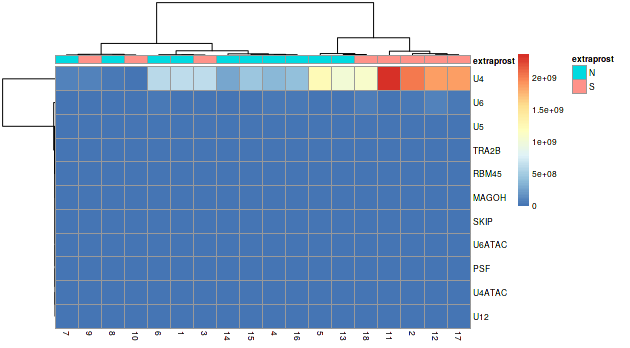 extraprost
extraprost
N
S
U4
U6
U5
TRA2B
RBM45
MAGOH
SKIP
U6ATAC
PSF
U4ATAC
U12
2e+09
1.5e+09
1e+09
5e+08
0
7 9 8 10 6 1 3 14 15 4 16 5 13 18 11 2 12 17